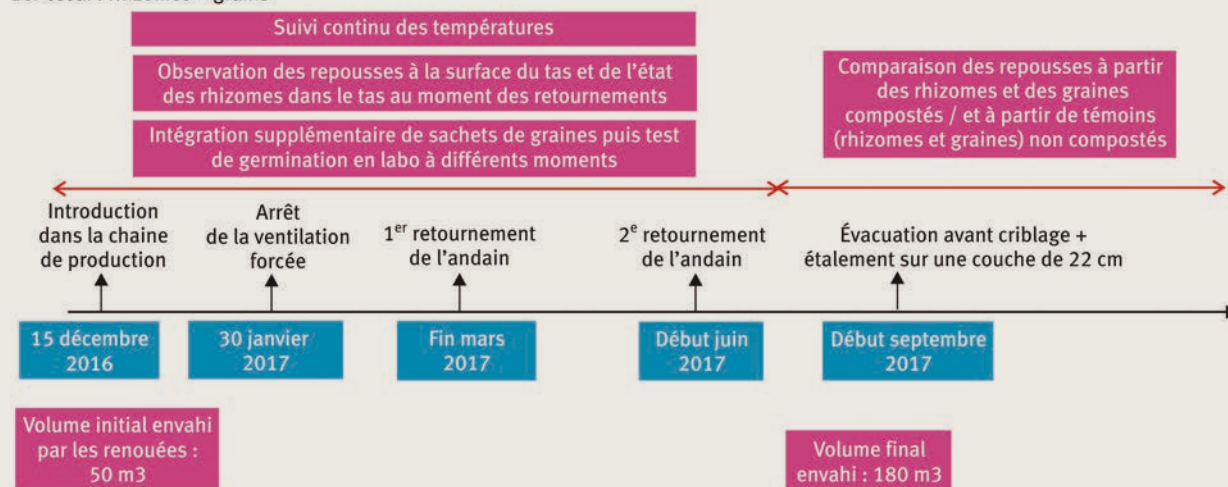 Suivi continu des températures
Observation des repousses à la surface du tas et de l'état
des rhizomes dans le tas au moment des retournements
Intégration supplémentaire de sachets de graines puis test
de germination en labo à différents moments
Comparaison des repousses à partir
des rhizomes et des graines
compostés / et à partir de témoins
(rhizomes et graines) non compostés
Introduction
dans la chaine
de production
Arrêt
de la ventilation
forcée
1er retournement
de l'andain
2e retournement
de l'andain
Évacuation avant criblage +
étalement sur une couche de 22 cm
15 décembre
2016
30 janvier
2017
Fin mars
2017
Début juin
2017
Début septembre
2017
Volume initial envahi
par les renouées :
50 m3
Volume final
envahi : 180 m3